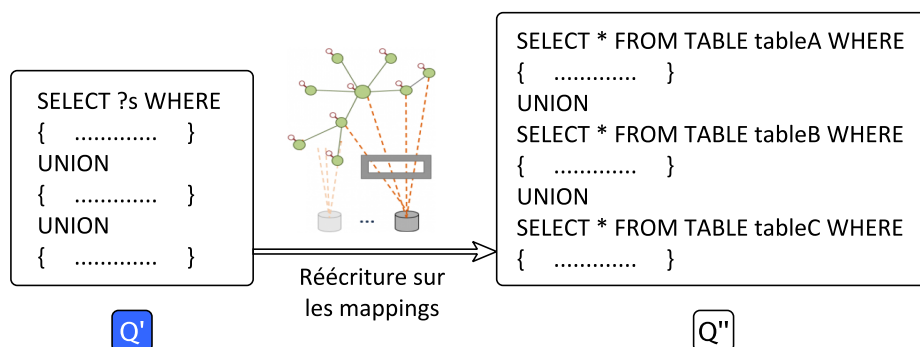 SELECT ?s WHERE
{ ............. }
UNION
{ ............. }
UNION
{ ............. }
Q'
...
Réécriture sur
les mappings
SELECT * FROM TABLE tableA WHERE
{ ............. }
UNION
SELECT * FROM TABLE tableB WHERE
{ ............. }
UNION
SELECT * FROM TABLE tableC WHERE
{ ............. }
Q''